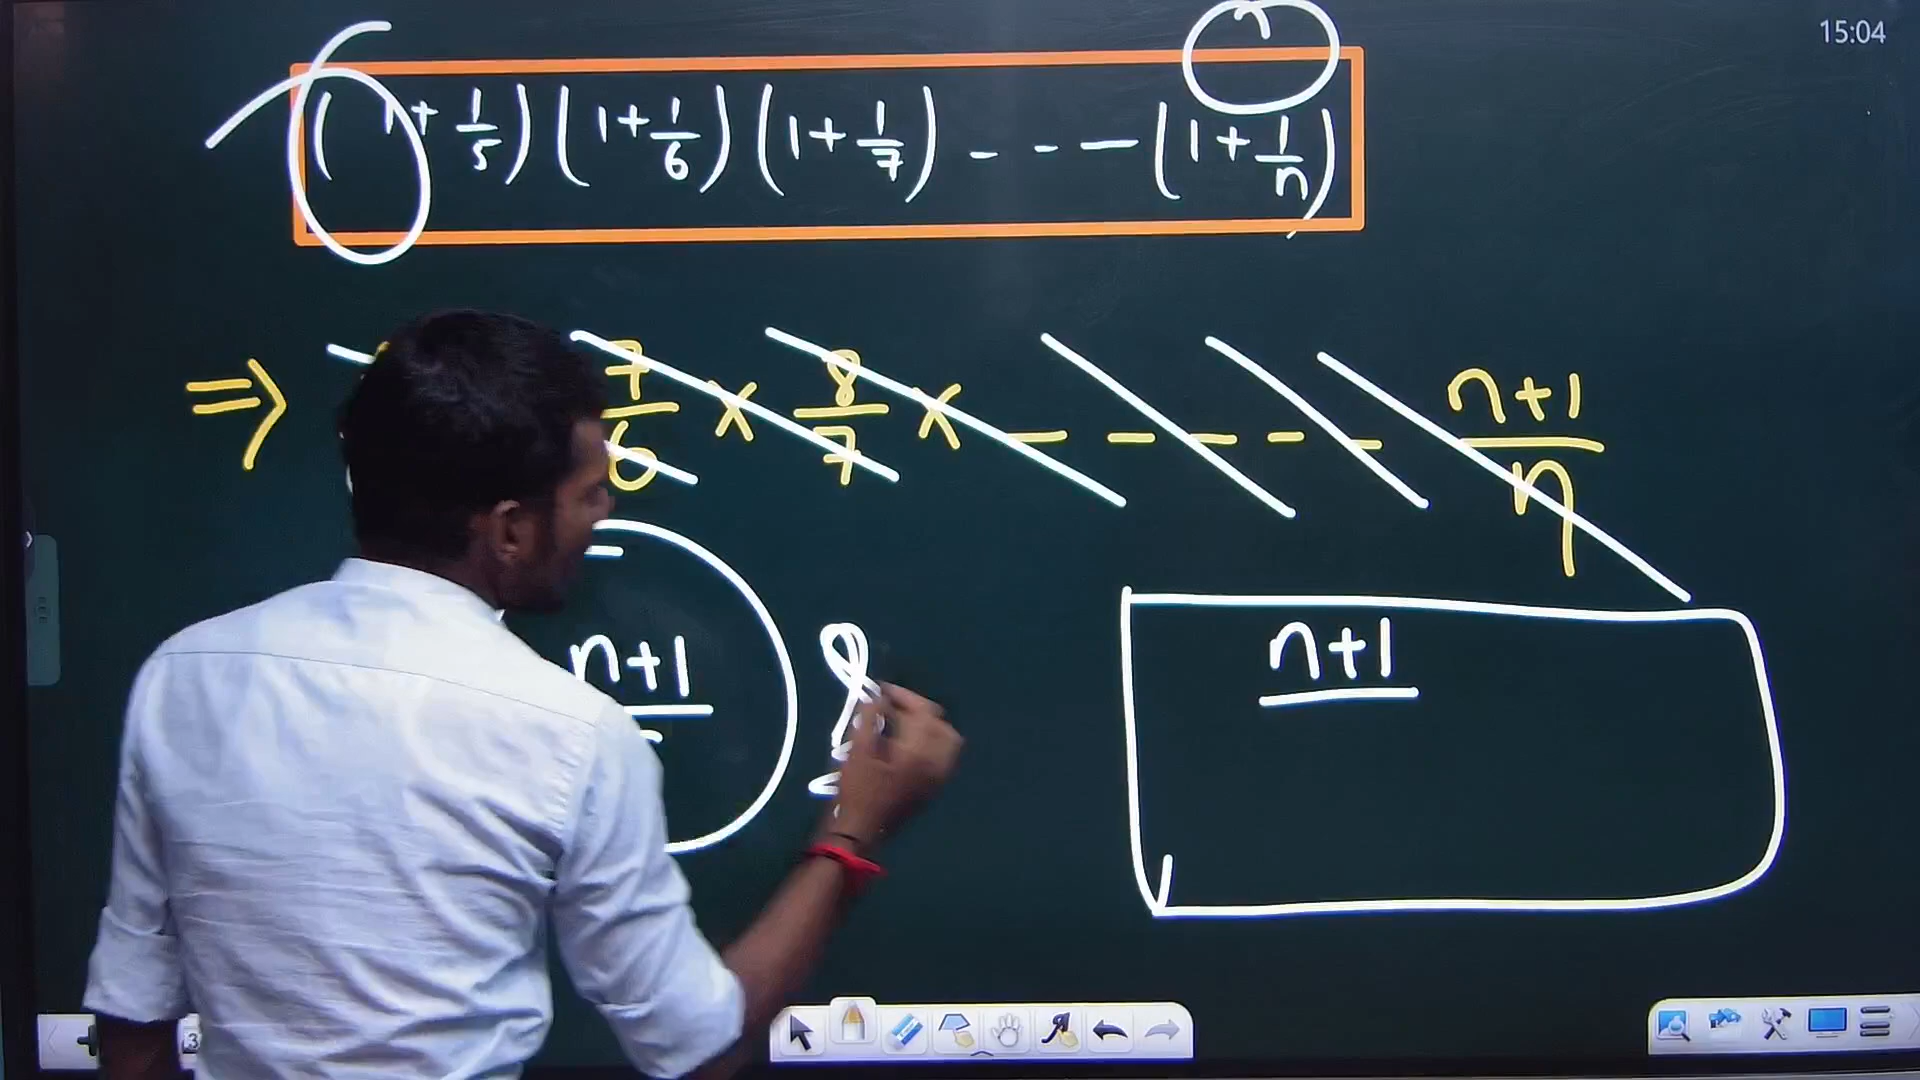 15:04
(1+1/5)(1+1/6)(1+1/7)---(1+1/n)
⇒ 7/6 × 8/7 × ------ n+1/n
n+1
n+1